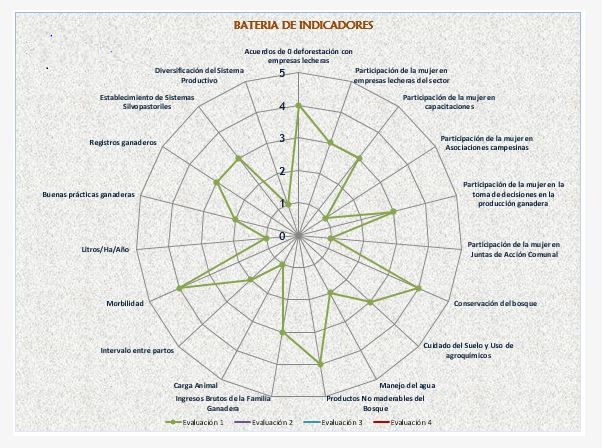 BATERIA DE INDICADORES
Acuerdos de 0 deforestación con
empresas lecheras
Participación de la mujer en
empresas lecheras del sector
Participación de la mujer en
capacitaciones
Participación de la mujer en
Asociaciones campesinas
Participación de la mujer en la
toma de decisiones en la
producción ganadera
Participación de la mujer en
Juntas de Acción Comunal
Conservación del bosque
Cuidado del Suelo y Uso de
agroquímicos
Manejo del agua
Productos No maderables del
Bosque
Ingresos Brutos de la Familia
Ganadera
Carga Animal
Intervalo entre partos
Morbilidad
Litros/Ha/Año
Buenas prácticas ganaderas
Registros ganaderos
Establecimiento de Sistemas
Silvopastoriles
Diversificación del Sistema
Productivo
5
4
3
2
1
0
Evaluación 1
Evaluación 2
Evaluación 3
Evaluación 4